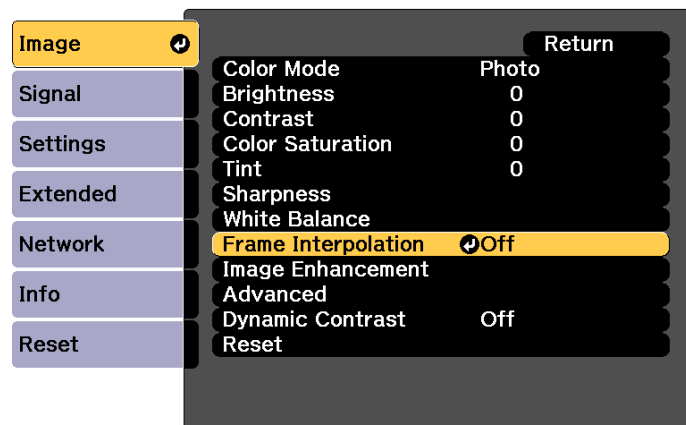 Image
Signal
Settings
Extended
Network
Info
Reset
Return
Color Mode Photo
Brightness 0
Contrast 0
Color Saturation 0
Tint 0
Sharpness
White Balance
Frame Interpolation Off
Image Enhancement
Advanced
Dynamic Contrast Off
Reset